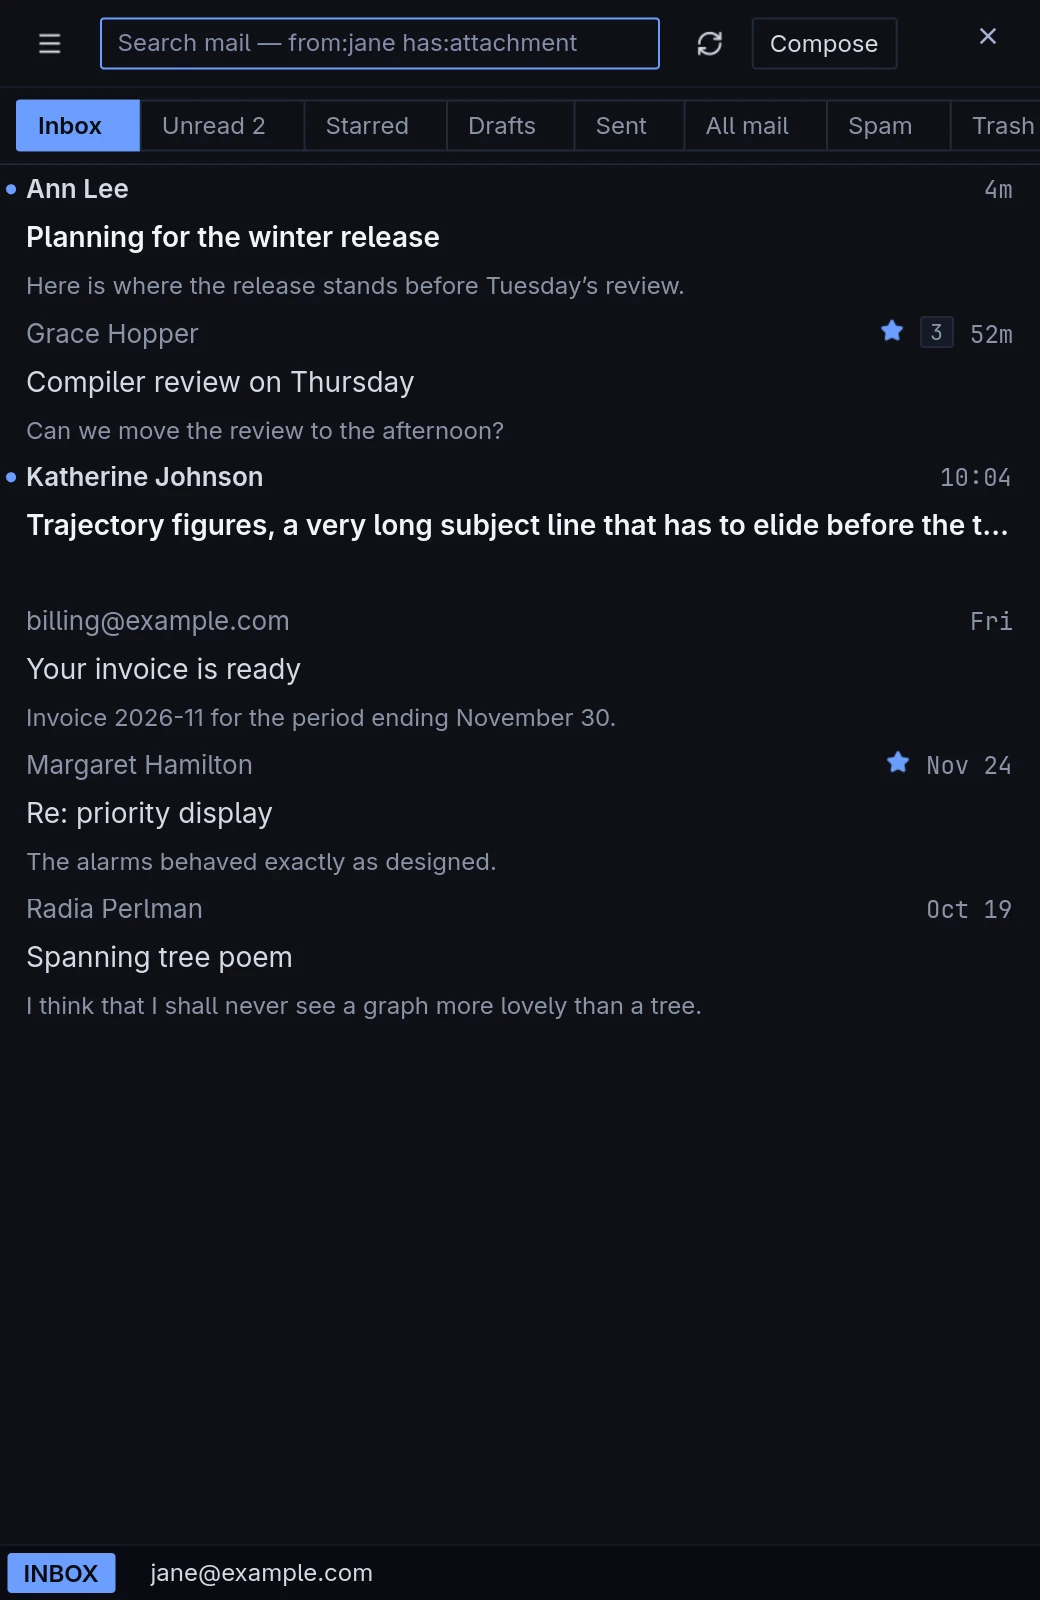 Search mail — from:jane has:attachment
Compose
Inbox
Unread 2
Starred
Drafts
Sent
All mail
Spam
Trash
Ann Lee 4m
Planning for the winter release
Here is where the release stands before Tuesday’s review.
Grace Hopper 3 52m
Compiler review on Thursday
Can we move the review to the afternoon?
Katherine Johnson 10:04
Trajectory figures, a very long subject line that has to elide before the t…
billing@example.com Fri
Your invoice is ready
Invoice 2026-11 for the period ending November 30.
Margaret Hamilton Nov 24
Re: priority display
The alarms behaved exactly as designed.
Radia Perlman Oct 19
Spanning tree poem
I think that I shall never see a graph more lovely than a tree.
INBOX jane@example.com